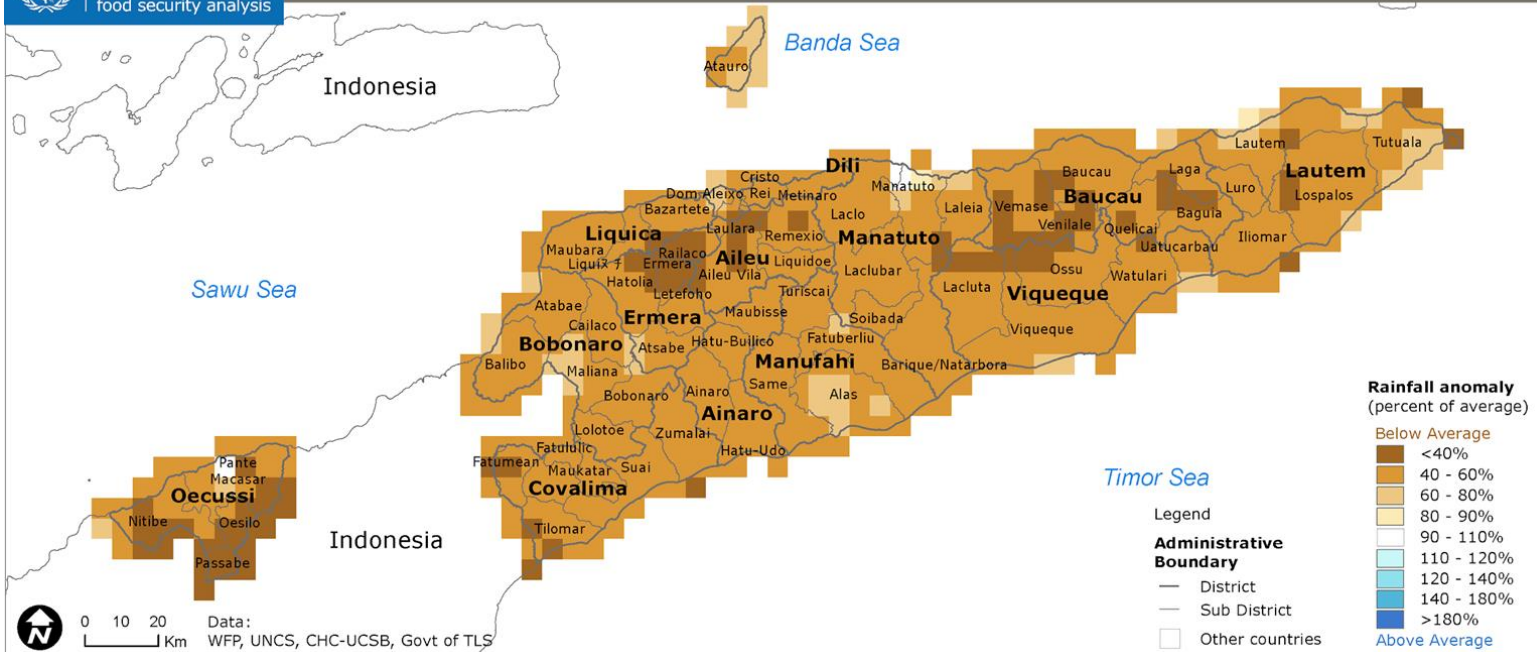 food security analysis
Banda Sea
Indonesia
Atauro
Lautem
Tutuala
Dili
Cristo
Rei
Baucau
Laga
Lautem
Manatuto
Dom Aleixo
Metinaro
Baucau
Luro
Lospalos
Bazartete
Laclo
Laleia
Vemase
Baguia
Liquica
Laulara
Remexio
Venilale
Quelicai
Manatuto
Iliomar
Maubara
Railaco
Aileu
Uatucarbau
Ermera
Liquidoe
Laclubar
Ossu
Watulari
Hatolia
Aileu Vila
Sawu Sea
Letefoho
Turiscai
Lacluta
Viqueque
Atabae
Maubisse
Cailaco
Ermera
Soibada
Viqueque
Bobonaro
Atsabe
Hatu-Builico
Fatuberliu
Balibo
Maliana
Manufahi
Barique/Natarbora
Same
Bobonaro
Ainaro
Alas
Ainaro
Lolotoe
Zumalai
Fatululic
Hatu-Udo
Fatumean
Maukatar
Suai
Covalima
Tilomar
Pante
Macasar
Oecussi
Nitibe
Oesilo
Passabe
Indonesia
Timor Sea
Legend
Administrative
Boundary
District
Sub District
Other countries
Rainfall anomaly
(percent of average)
Below Average
<40%
40 - 60%
60 - 80%
80 - 90%
90 - 110%
110 - 120%
120 - 140%
140 - 180%
>180%
Above Average
N
0 10 20
Km
Data:
WFP, UNCS, CHC-UCSB, Govt of TLS